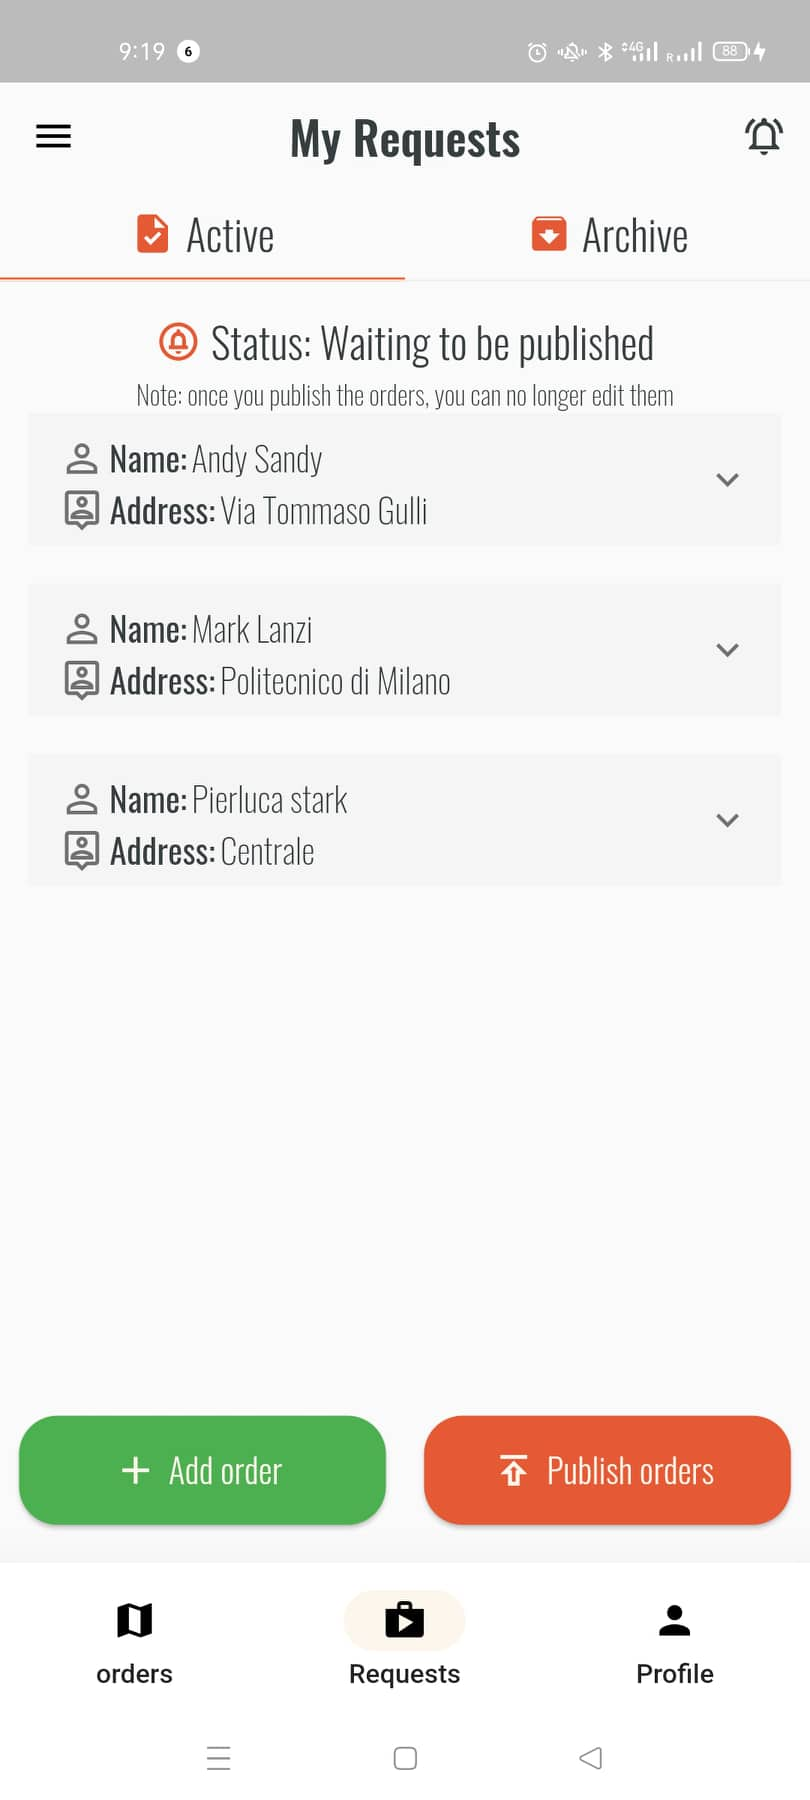 9:19 6 4G R 88
My Requests
Active Archive
Status: Waiting to be published
Note: once you publish the orders, you can no longer edit them
Name: Andy Sandy
Address: Via Tommaso Gulli
Name: Mark Lanzi
Address: Politecnico di Milano
Name: Pierluca stark
Address: Centrale
Add order Publish orders
orders Requests Profile